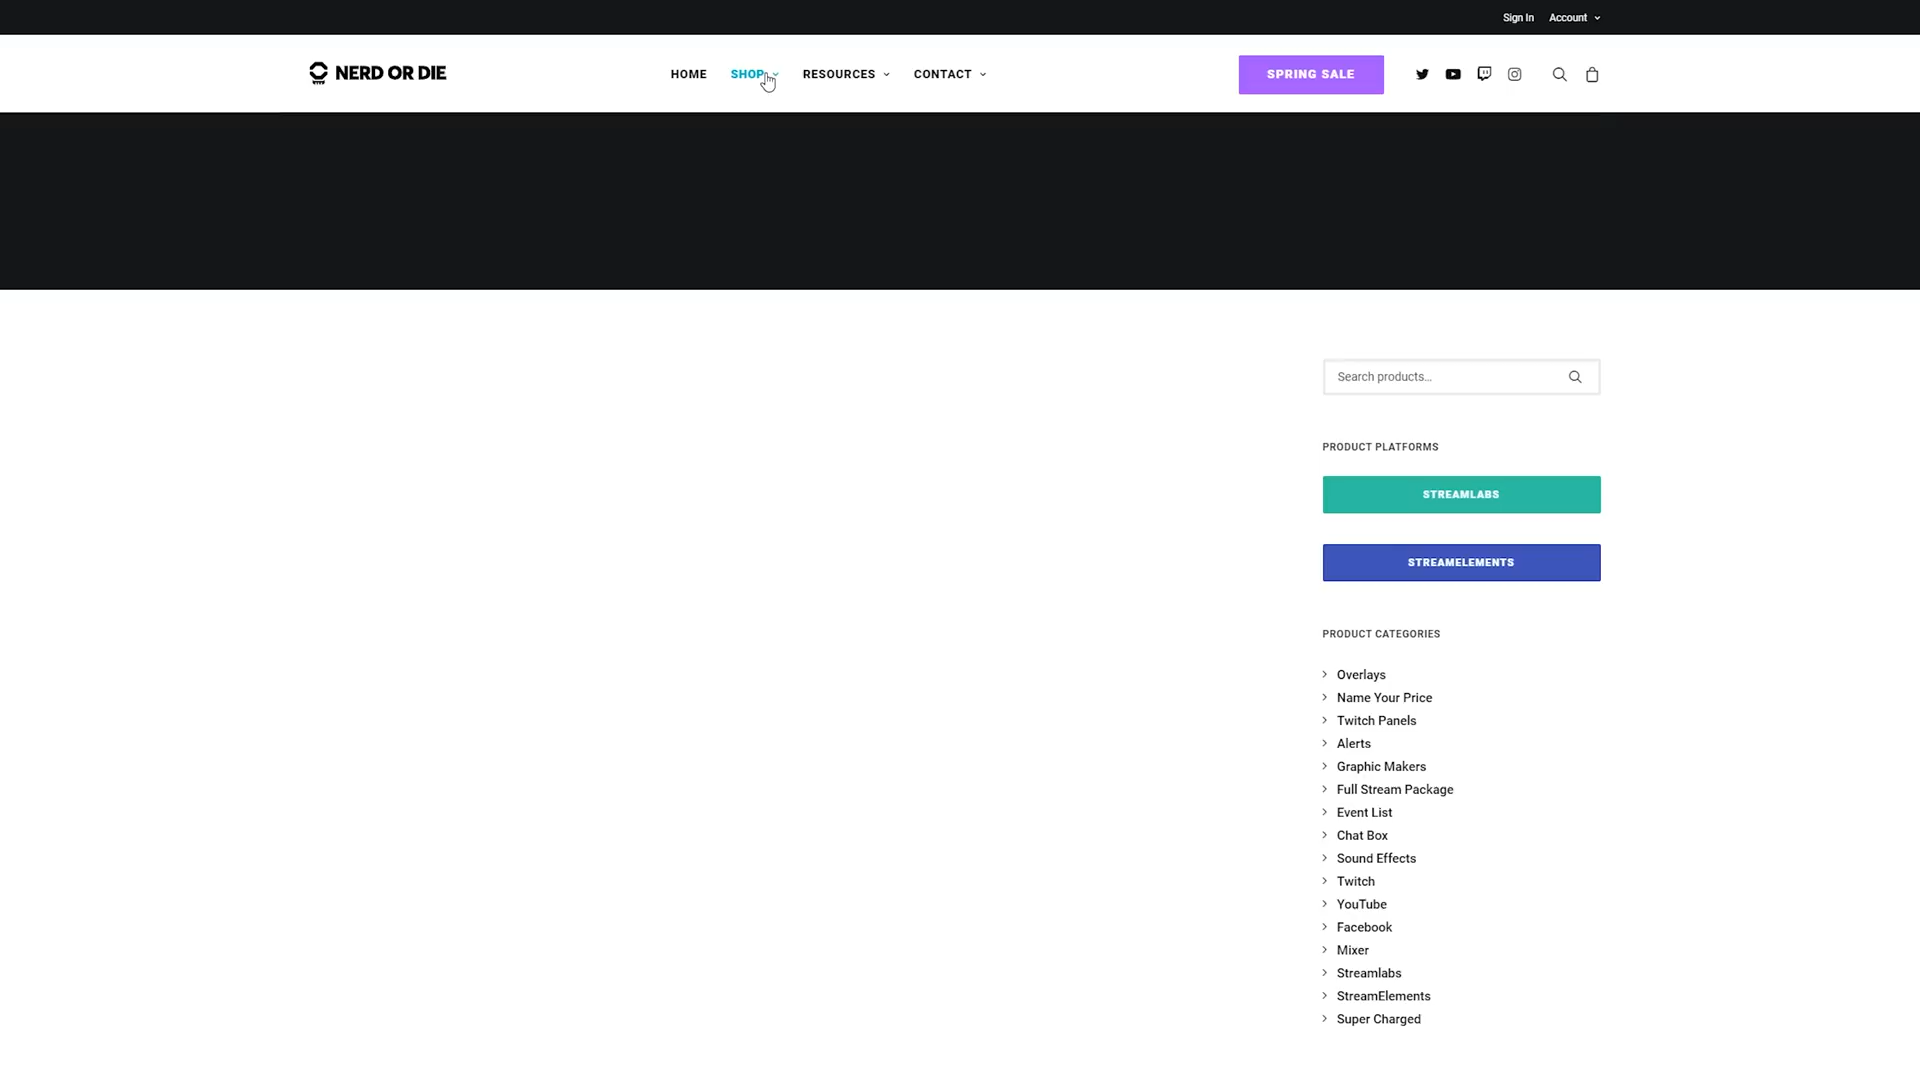 Sign In Account
NERD OR DIE
HOME SHOP RESOURCES CONTACT
SPRING SALE
Search products...
PRODUCT PLATFORMS
STREAMLABS
STREAMELEMENTS
PRODUCT CATEGORIES
Overlays
Name Your Price
Twitch Panels
Alerts
Graphic Makers
Full Stream Package
Event List
Chat Box
Sound Effects
Twitch
YouTube
Facebook
Mixer
Streamlabs
StreamElements
Super Charged